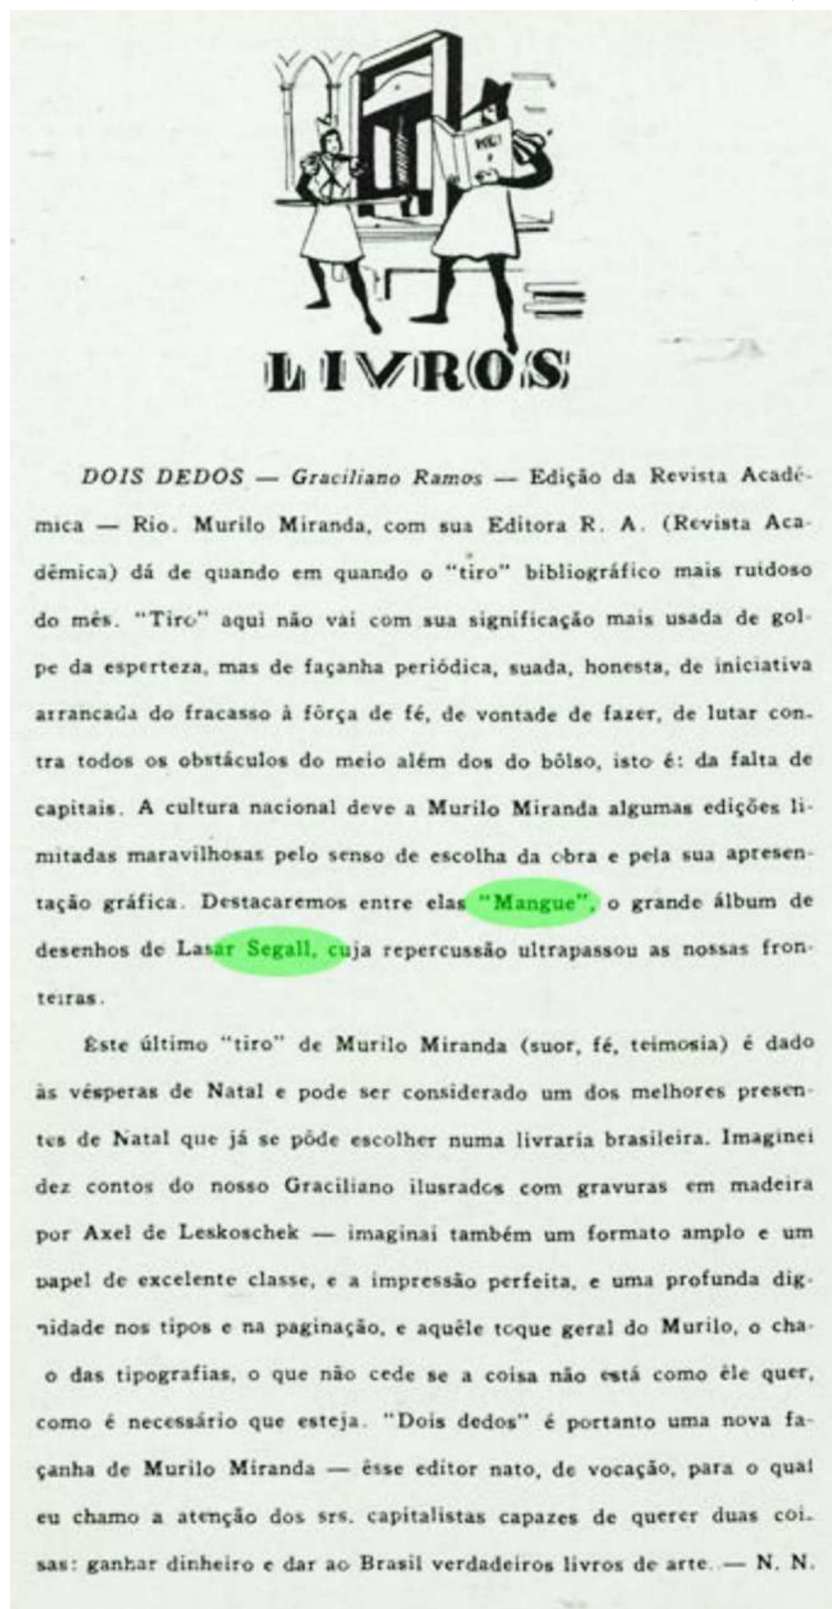 LIVROS
DOIS DEDOS — Graciliano Ramos — Edição da Revista Acadê-
mica — Rio. Murilo Miranda, com sua Editora R. A. (Revista Aca-
dêmica) dá de quando em quando o "tiro" bibliográfico mais ruidoso
do mês. "Tiro" aqui não vai com sua significação mais usada de gol-
pe da esperteza, mas de façanha periódica, suada, honesta, de iniciativa
arrancada do fracasso à fôrça de fé, de vontade de fazer, de lutar con-
tra todos os obstáculos do meio além dos do bôlso, isto é: da falta de
capitais. A cultura nacional deve a Murilo Miranda algumas edições li-
mitadas maravilhosas pelo senso de escolha da obra e pela sua apresen-
tação gráfica. Destacaremos entre elas "Mangue", o grande álbum de
desenhos de Lasar Segall, cuja repercussão ultrapassou as nossas fron-
teiras.
Êste último "tiro" de Murilo Miranda (suor, fé, teimosia) é dado
às vésperas de Natal e pode ser considerado um dos melhores presen-
tes de Natal que já se pôde escolher numa livraria brasileira. Imaginei
dez contos do nosso Graciliano ilusrados com gravuras em madeira
por Axel de Leskoschek — imaginai também um formato amplo e um
papel de excelente classe, e a impressão perfeita, e uma profunda dig-
nidade nos tipos e na paginação, e aquêle toque geral do Murilo, o cha-
o das tipografias, o que não cede se a coisa não está como êle quer,
como é necessário que esteja. "Dois dedos" é portanto uma nova fa-
çanha de Murilo Miranda — êsse editor nato, de vocação, para o qual
eu chamo a atenção dos srs. capitalistas capazes de querer duas coi-
sas: ganhar dinheiro e dar ao Brasil verdadeiros livros de arte. — N. N.